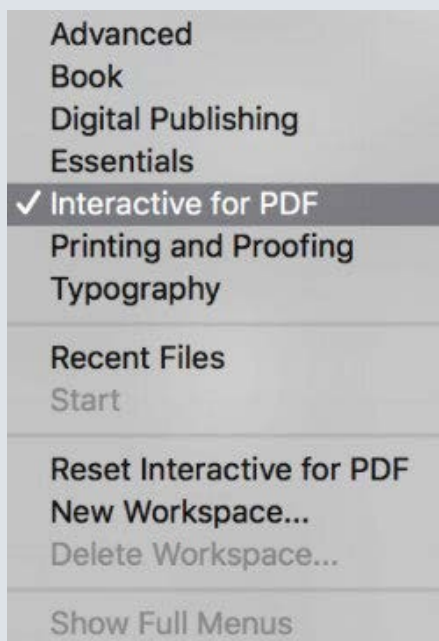 Advanced
Book
Digital Publishing
Essentials
✓ Interactive for PDF
Printing and Proofing
Typography
Recent Files
Start
Reset Interactive for PDF
New Workspace...
Delete Workspace...
Show Full Menus